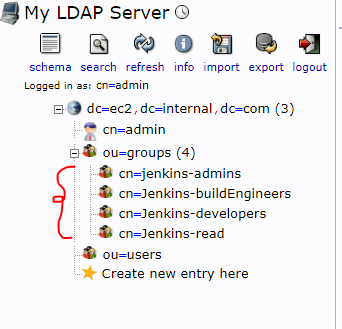 My LDAP Server
schema search refresh info import export logout
Logged in as: cn=admin
dc=ec2,dc=internal,dc=com (3)
cn=admin
ou=groups (4)
cn=jenkins-admins
cn=Jenkins-buildEngineers
cn=Jenkins-developers
cn=Jenkins-read
ou=users
Create new entry here